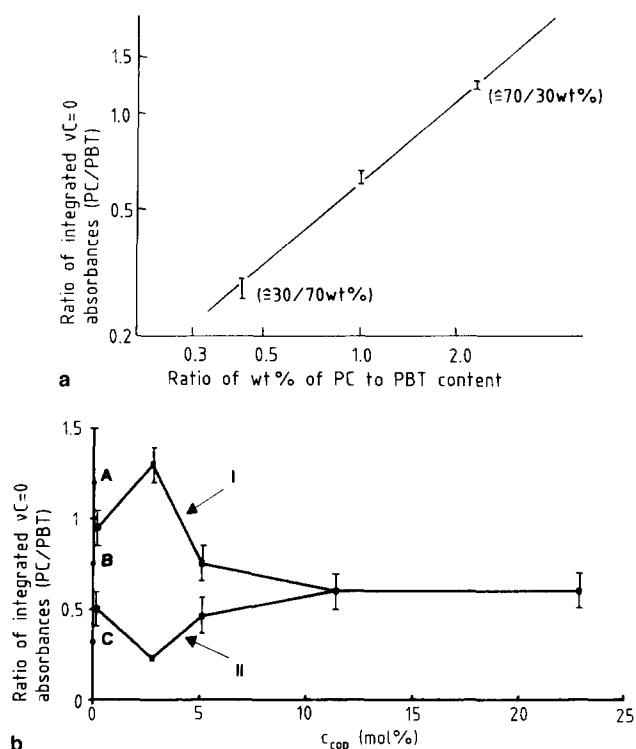 Ratio of integrated νC=0
absorbances (PC/PBT)
1.5
1.0
0.5
0.2
(≙70/30wt%)
(≙30/70wt%)
0.3 0.5 1.0 2.0
Ratio of wt% of PC to PBT content
a
Ratio of integrated νC=0
absorbances (PC/PBT)
1.5
1
0.5
0
A
B
C
I
II
0 5 10 15 20 25
c_cop (mol%)
b